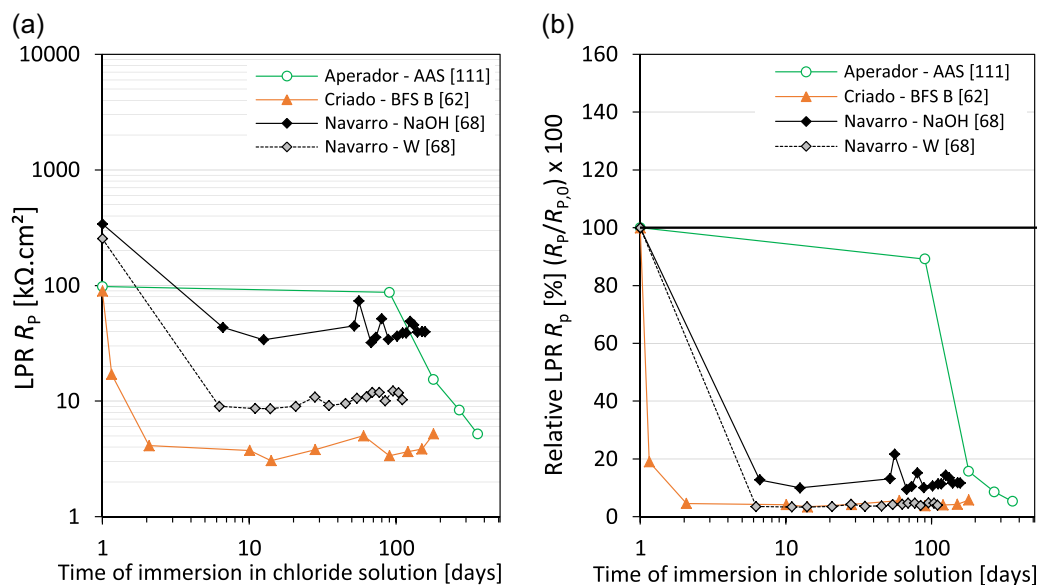 (a)
10000
1000
100
10
1
LPR Rₚ [kΩ.cm²]
Aperador - AAS [111]
Criado - BFS B [62]
Navarro - NaOH [68]
Navarro - W [68]
1
10
100
Time of immersion in chloride solution [days]
(b)
160
140
120
100
80
60
40
20
0
Relative LPR Rₚ [%] (Rₚ/Rₚ,₀) x 100
Aperador - AAS [111]
Criado - BFS B [62]
Navarro - NaOH [68]
Navarro - W [68]
1
10
100
Time of immersion in chloride solution [days]